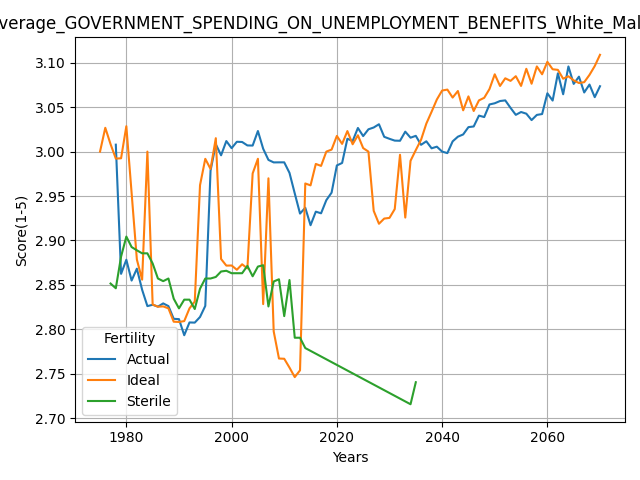 verage_GOVERNMENT_SPENDING_ON_UNEMPLOYMENT_BENEFITS_White_Mal
3.10
3.05
3.00
2.95
2.90
2.85
2.80
2.75
2.70
Score(1-5)
Fertility
Actual
Ideal
Sterile
1980 2000 2020 2040 2060
Years